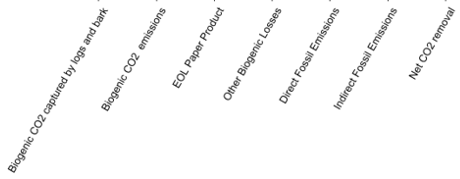 Biogenic CO2 captured by logs and bark
Biogenic CO2 emissions
EOL Paper Product
Other Biogenic Losses
Direct Fossil Emissions
Indirect Fossil Emissions
Net CO2 removal